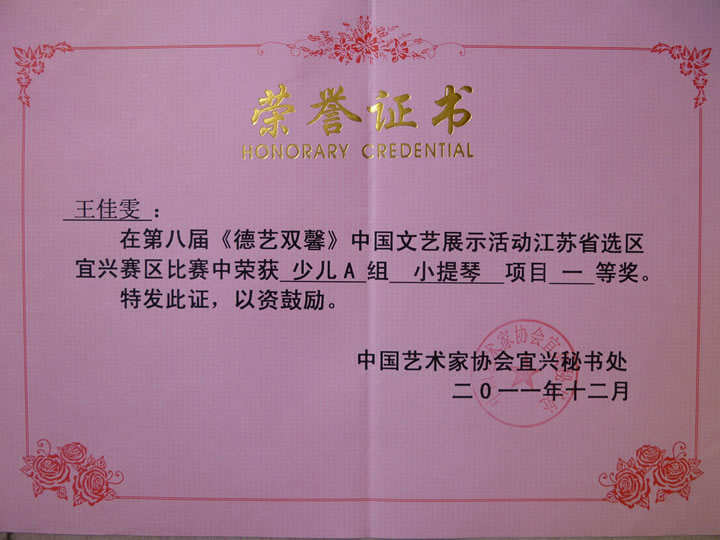 荣誉证书
HONORARY CREDENTIAL
王佳雯：
在第八届《德艺双馨》中国文艺展示活动江苏省选区
宜兴赛区比赛中荣获 少儿A 组 小提琴 项目 一 等奖。
特发此证，以资鼓励。
中国艺术家协会宜兴秘书处
二0一一年十二月